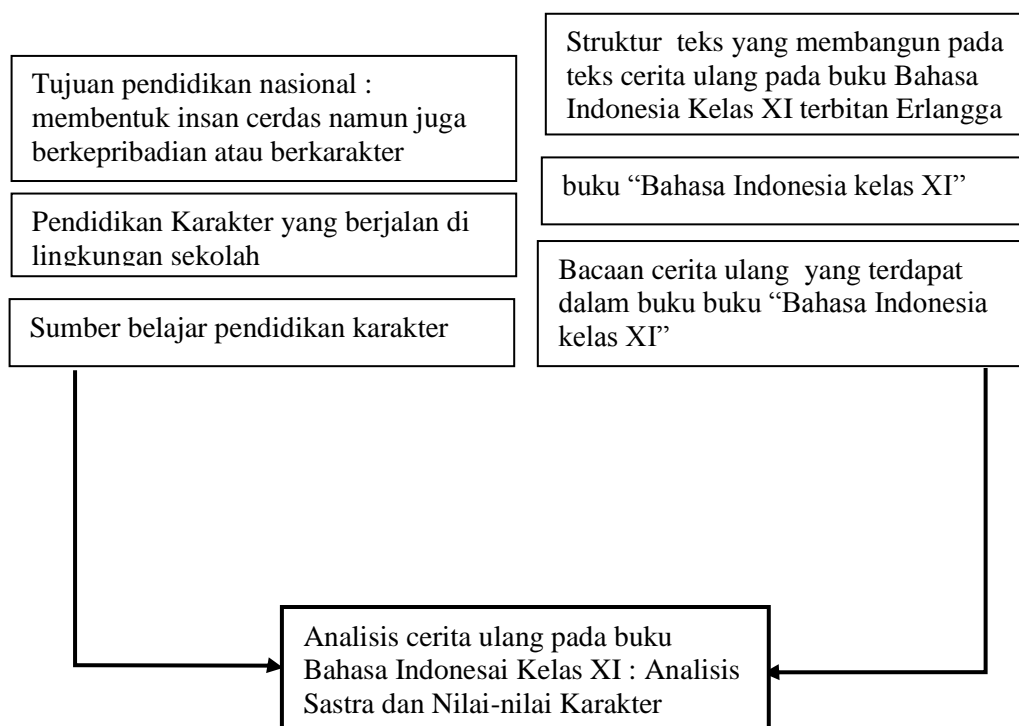 Tujuan pendidikan nasional :
membentuk insan cerdas namun juga
berkepribadian atau berkarakter
Pendidikan Karakter yang berjalan di
lingkungan sekolah
Sumber belajar pendidikan karakter
Struktur  teks yang membangun pada
teks cerita ulang pada buku Bahasa
Indonesia Kelas XI terbitan Erlangga
buku “Bahasa Indonesia kelas XI”
Bacaan cerita ulang  yang terdapat
dalam buku buku “Bahasa Indonesia
kelas XI”
Analisis cerita ulang pada buku
Bahasa Indonesai Kelas XI : Analisis
Sastra dan Nilai-nilai Karakter